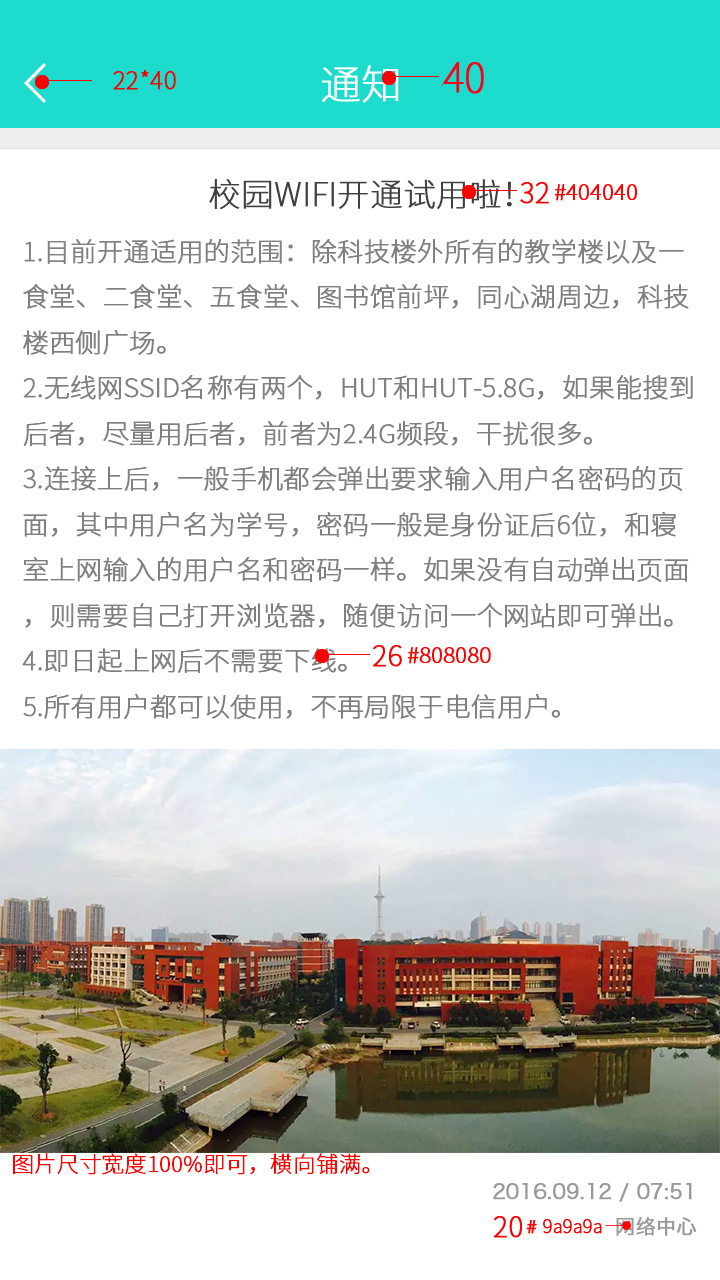 22*40
通知
40
校园WIFI开通试用啦！
32 #404040
1.目前开通适用的范围：除科技楼外所有的教学楼以及一
食堂、二食堂、五食堂、图书馆前坪，同心湖周边，科技
楼西侧广场。
2.无线网SSID名称有两个，HUT和HUT-5.8G，如果能搜到
后者，尽量用后者，前者为2.4G频段，干扰很多。
3.连接上后，一般手机都会弹出要求输入用户名密码的页
面，其中用户名为学号，密码一般是身份证后6位，和寝
室上网输入的用户名和密码一样。如果没有自动弹出页面
，则需要自己打开浏览器，随便访问一个网站即可弹出。
4.即日起上网后不需要下线。
26 #808080
5.所有用户都可以使用，不再局限于电信用户。
图片尺寸宽度100%即可，横向铺满。
2016.09.12 / 07:51
20 # 9a9a9a
网络中心